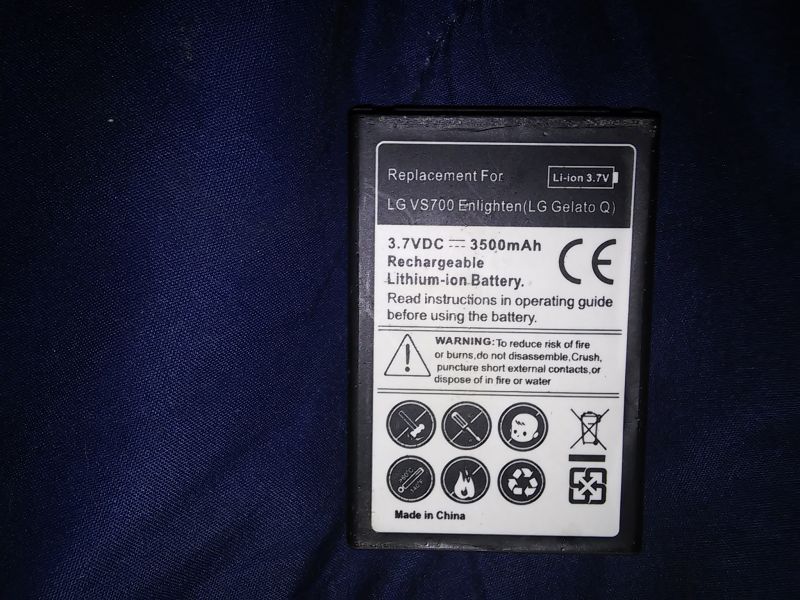 Replacement For
Li-ion 3.7V
LG VS700 Enlighten(LG Gelato Q)
3.7VDC 3500mAh
Rechargeable
Lithium-ion Battery.
CE
Read instructions in operating guide
before using the battery.
WARNING: To reduce risk of fire
or burns,do not disassemble,Crush,
puncture short external contacts,or
dispose of in fire or water
Made in China